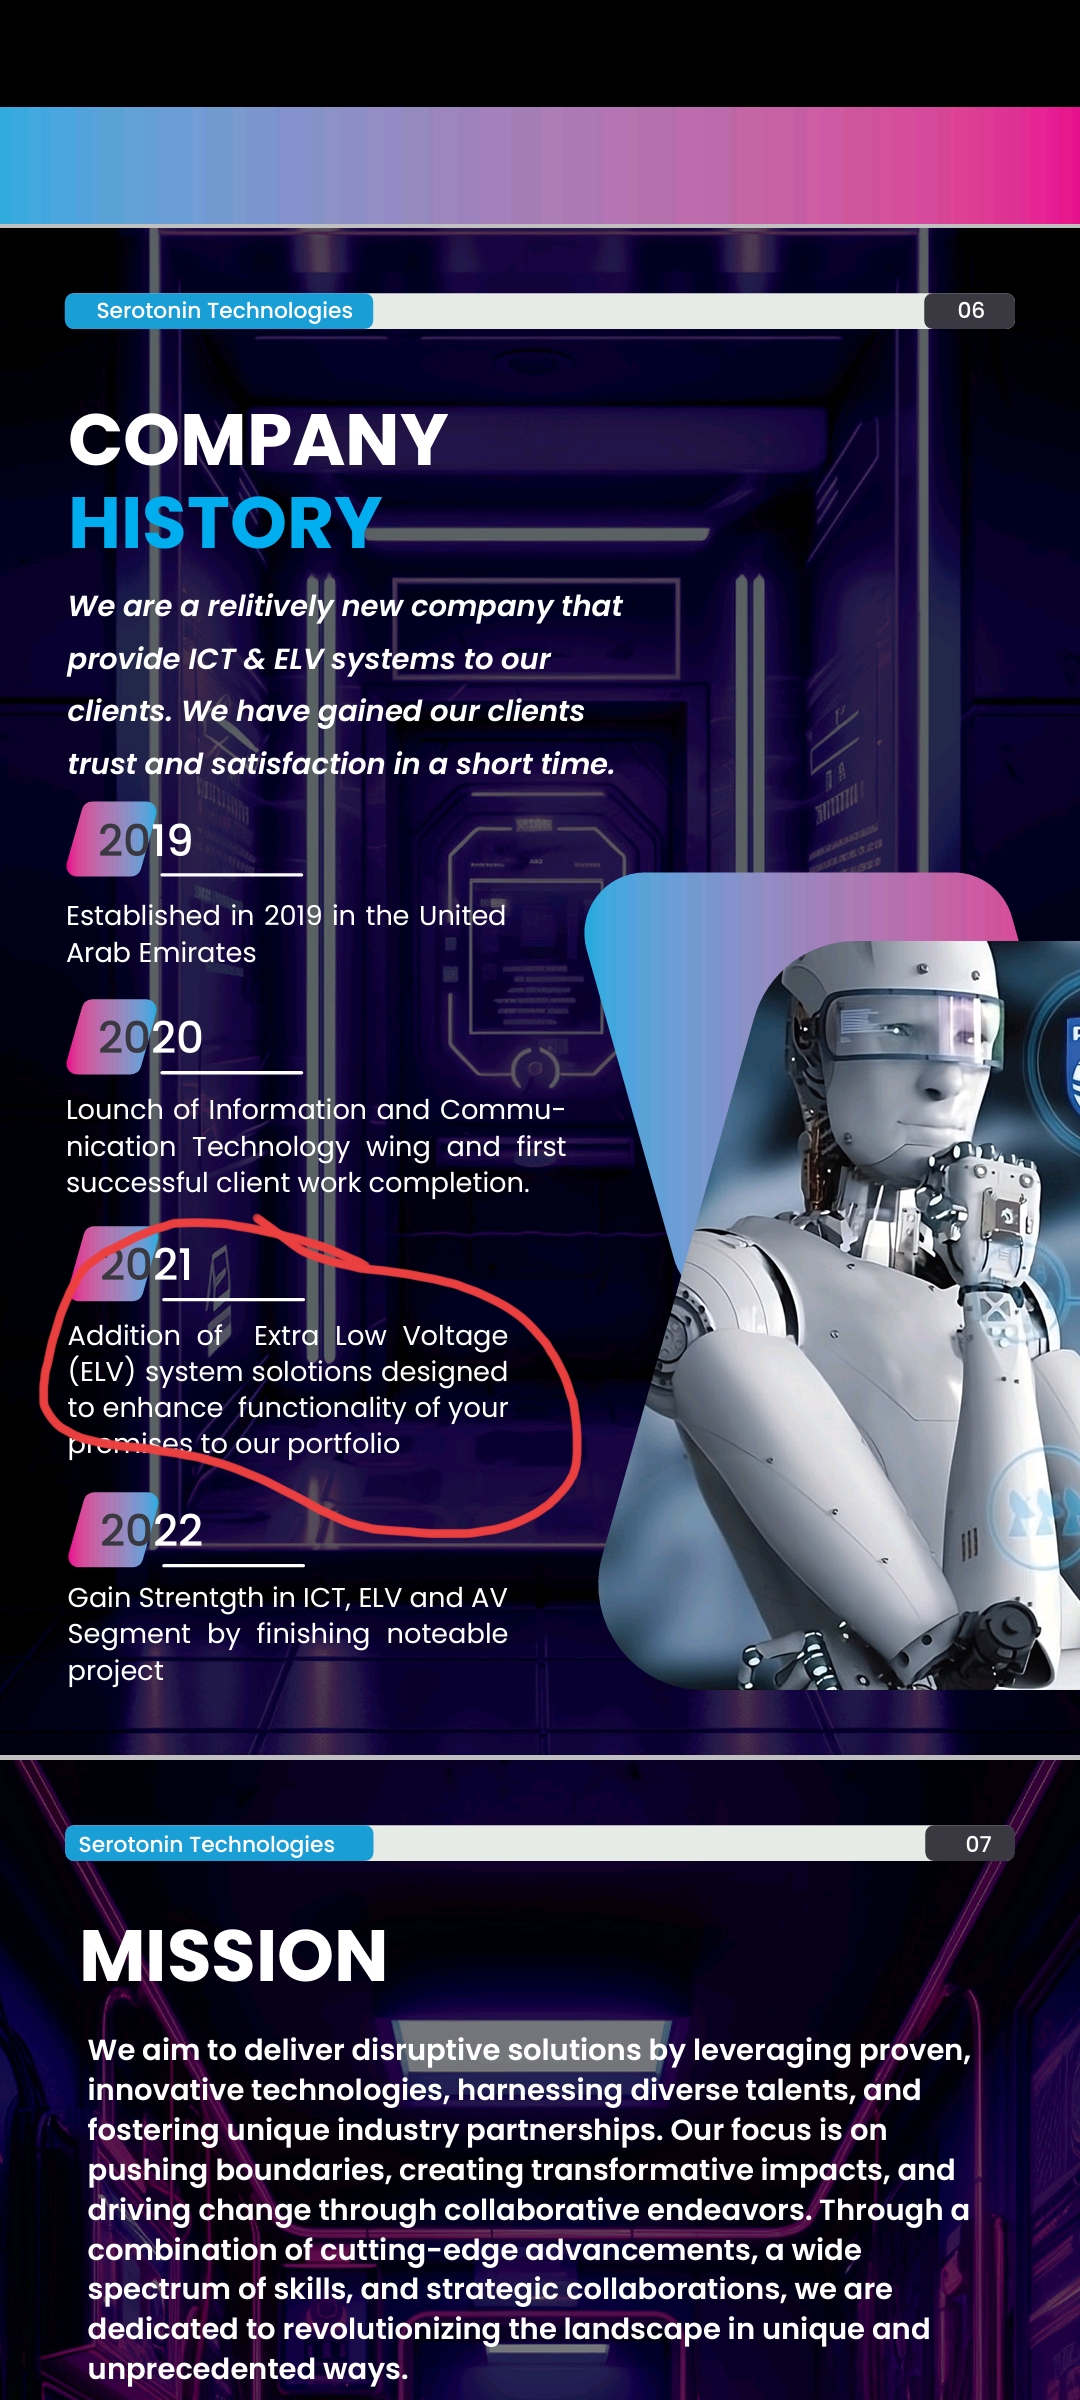 Serotonin Technologies
06
COMPANY
HISTORY
We are a relitively new company that
provide ICT & ELV systems to our
clients. We have gained our clients
trust and satisfaction in a short time.
2019
Established in 2019 in the United
Arab Emirates
2020
Lounch of Information and Commu-
nication Technology wing and first
successful client work completion.
2021
Addition of Extra Low Voltage
(ELV) system solotions designed
to enhance functionality of your
premises to our portfolio
2022
Gain Strentgth in ICT, ELV and AV
Segment by finishing noteable
project
Serotonin Technologies
07
MISSION
We aim to deliver disruptive solutions by leveraging proven,
innovative technologies, harnessing diverse talents, and
fostering unique industry partnerships. Our focus is on
pushing boundaries, creating transformative impacts, and
driving change through collaborative endeavors. Through a
combination of cutting-edge advancements, a wide
spectrum of skills, and strategic collaborations, we are
dedicated to revolutionizing the landscape in unique and
unprecedented ways.